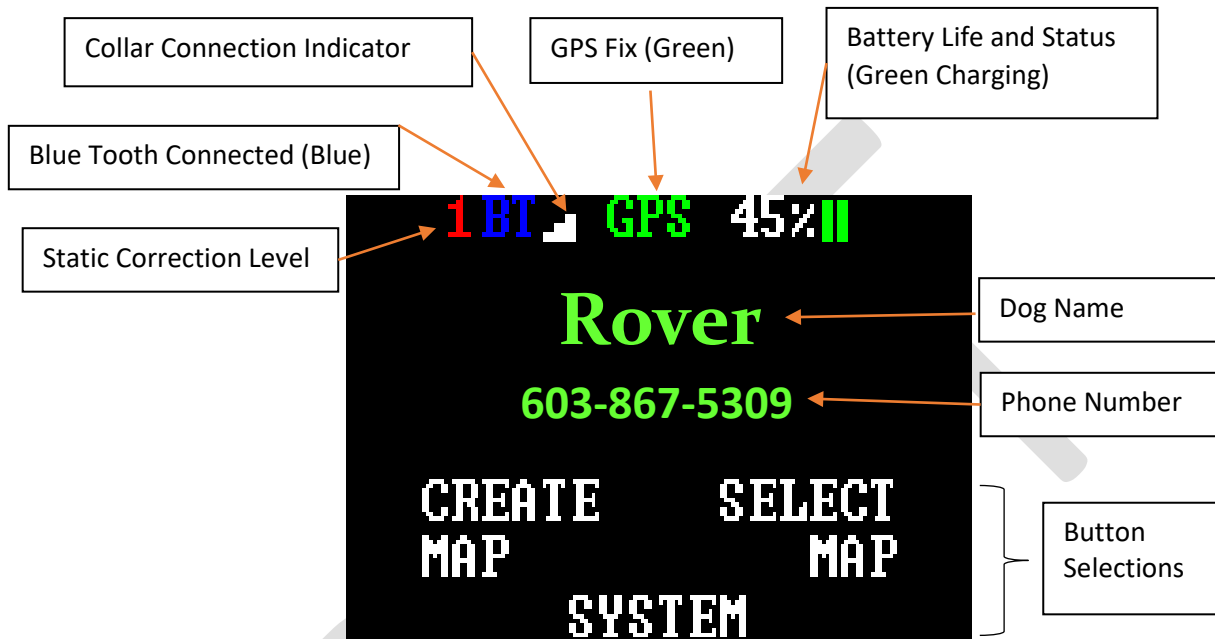 Collar Connection Indicator
GPS Fix (Green)
Battery Life and Status
(Green Charging)
Blue Tooth Connected (Blue)
Static Correction Level
1 BT GPS 45%
Rover
Dog Name
603-867-5309
Phone Number
CREATE
MAP
SELECT
MAP
SYSTEM
Button
Selections